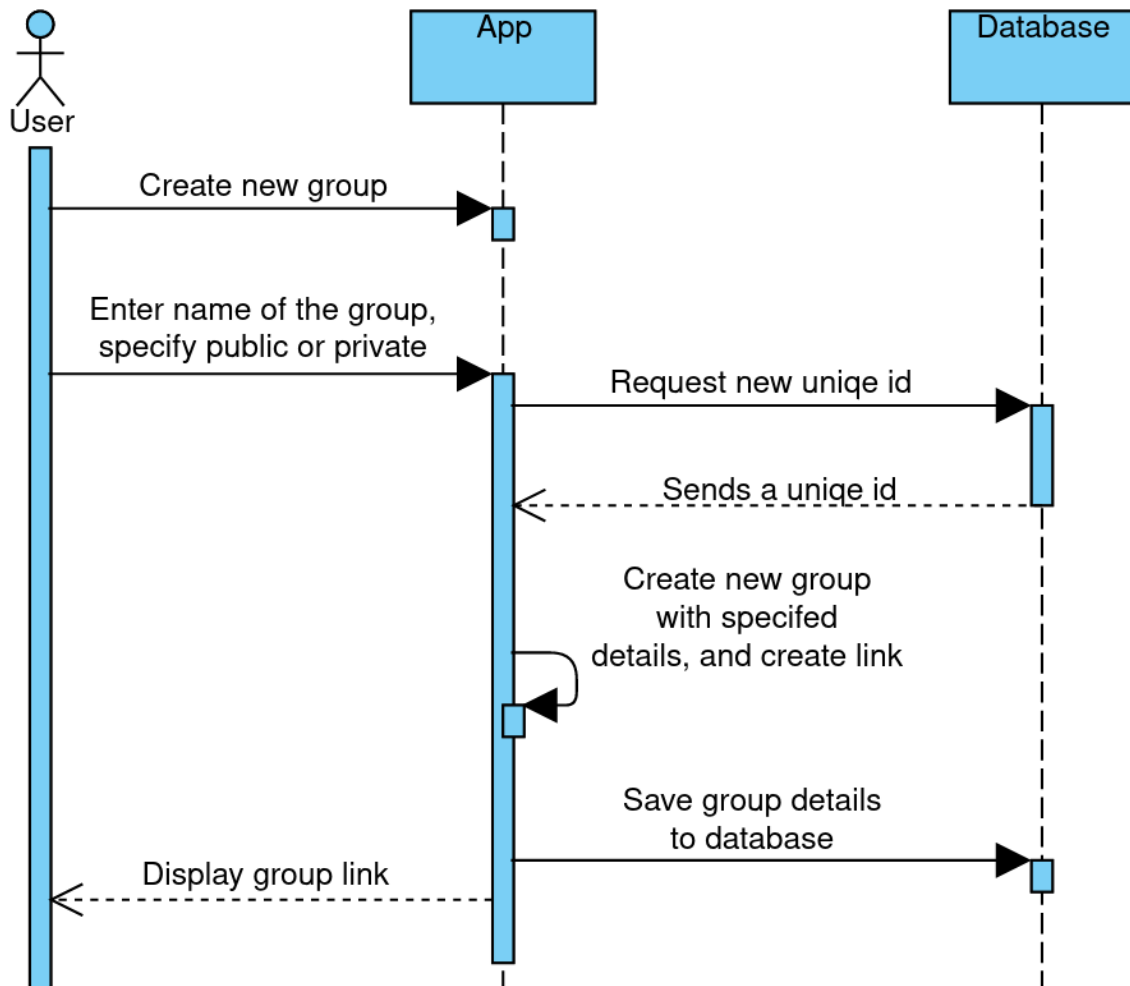 App
Database
User
Create new group
Enter name of the group,
specify public or private
Request new uniqe id
Sends a uniqe id
Create new group
with specifed
details, and create link
Save group details
to database
Display group link